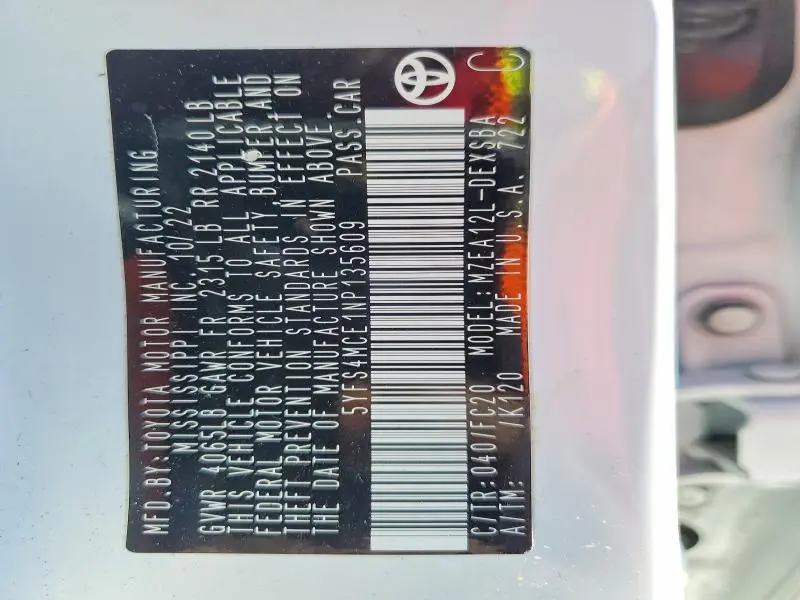 MFD.BY:TOYOTA MOTOR MANUFACTURING
MISSISSIPPI INC. 10/22
GVWR 4065LB GAWR FR 2315 LB RR 2140LB
THIS VEHICLE CONFORMS TO ALL APPLICABLE
FEDERAL MOTOR VEHICLE SAFETY, BUMPER AND
THEFT PREVENTION STANDARDS IN EFFECT ON
THE DATE OF MANUFACTURE SHOWN ABOVE.
5YFS4MCE1NP135609 PASS.CAR
C/TR:040/FC20 MODEL:MZEA12L-DEXSBA C
A/TM: /K120 MADE IN U.S.A. 722